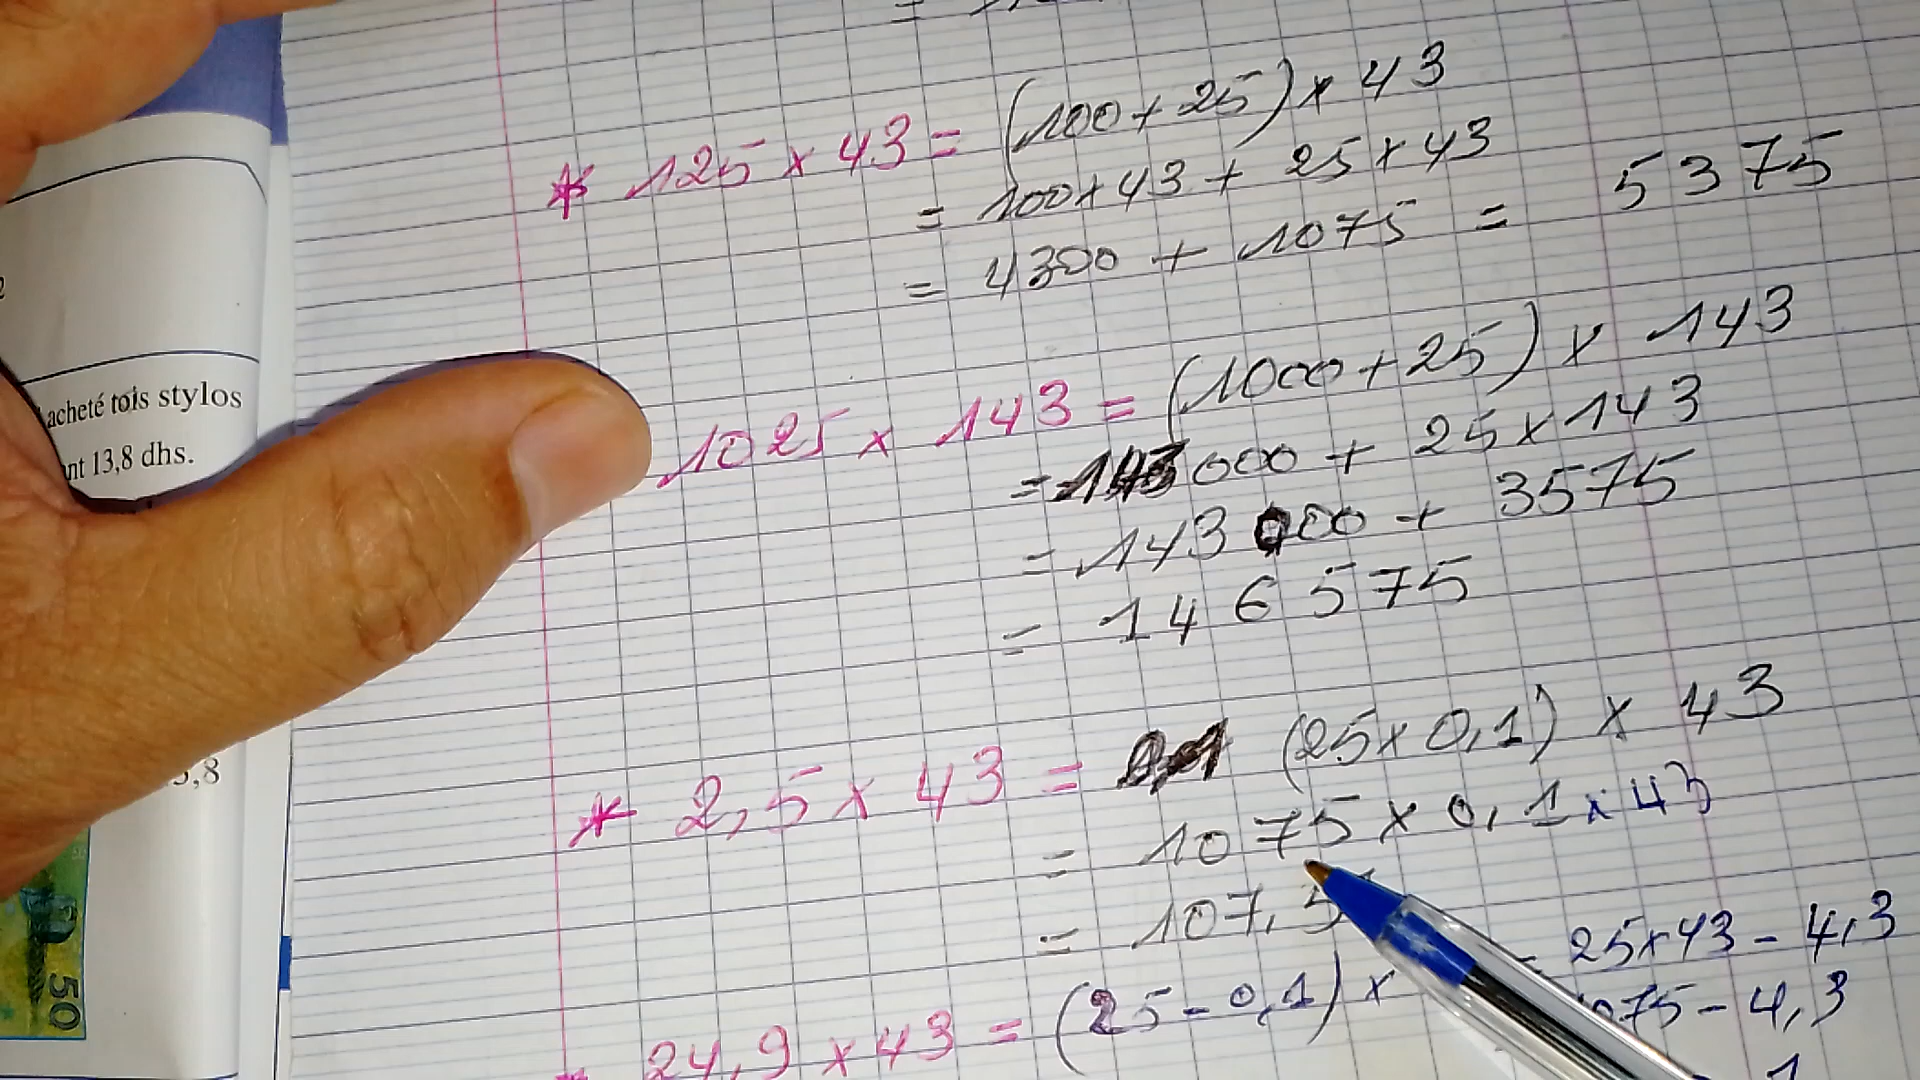 * 125 × 43 = (100 + 25) × 43
= 100 × 43 + 25 × 43
= 4300 + 1075 = 5375
1025 × 143 = (1000 + 25) × 143
= 143 000 + 25 × 143
= 143 000 + 3575
= 146 575
* 2,5 × 43 = (25 × 0,1) × 43
= 1075 × 0,1 × 43
= 107,5
24,9 × 43 = (25 - 0,1) ×
= 25 × 43 - 4,3
075 - 4,3
acheté tois stylos
nt 13,8 dhs.
,8
50